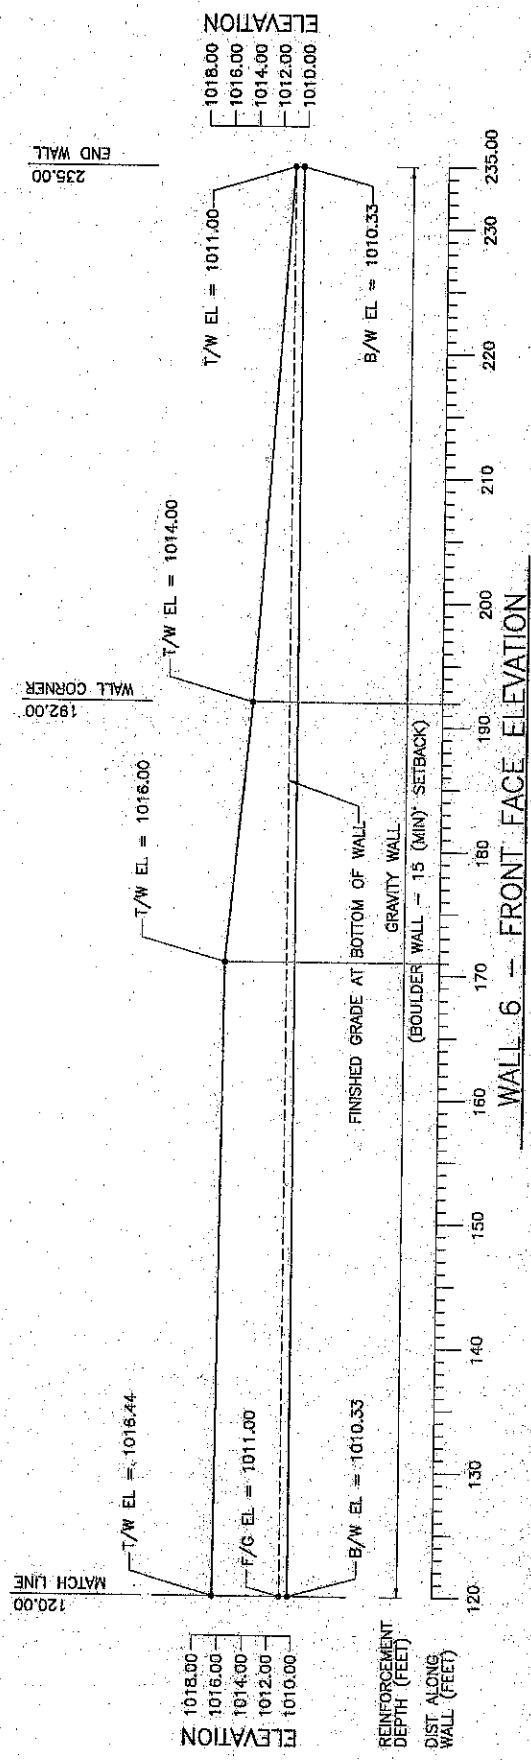 120.00
MATCH LINE
192.00
WALL CORNER
235.00
END WALL
T/W EL = 1016.44
T/W EL = 1016.00
T/W EL = 1014.00
T/W EL = 1011.00
F/G EL = 1011.00
B/W EL = 1010.33
B/W EL = 1010.33
ELEVATION
1018.00
1016.00
1014.00
1012.00
1010.00
ELEVATION
1018.00
1016.00
1014.00
1012.00
1010.00
FINISHED GRADE AT BOTTOM OF WALL
GRAVITY WALL
(BOULDER WALL – 15 (MIN)° SETBACK)
REINFORCEMENT
DEPTH (FEET)
DIST ALONG
WALL (FEET)
120 130 140 150 160 170 180 190 200 210 220 230 235.00
WALL 6 – FRONT FACE ELEVATION